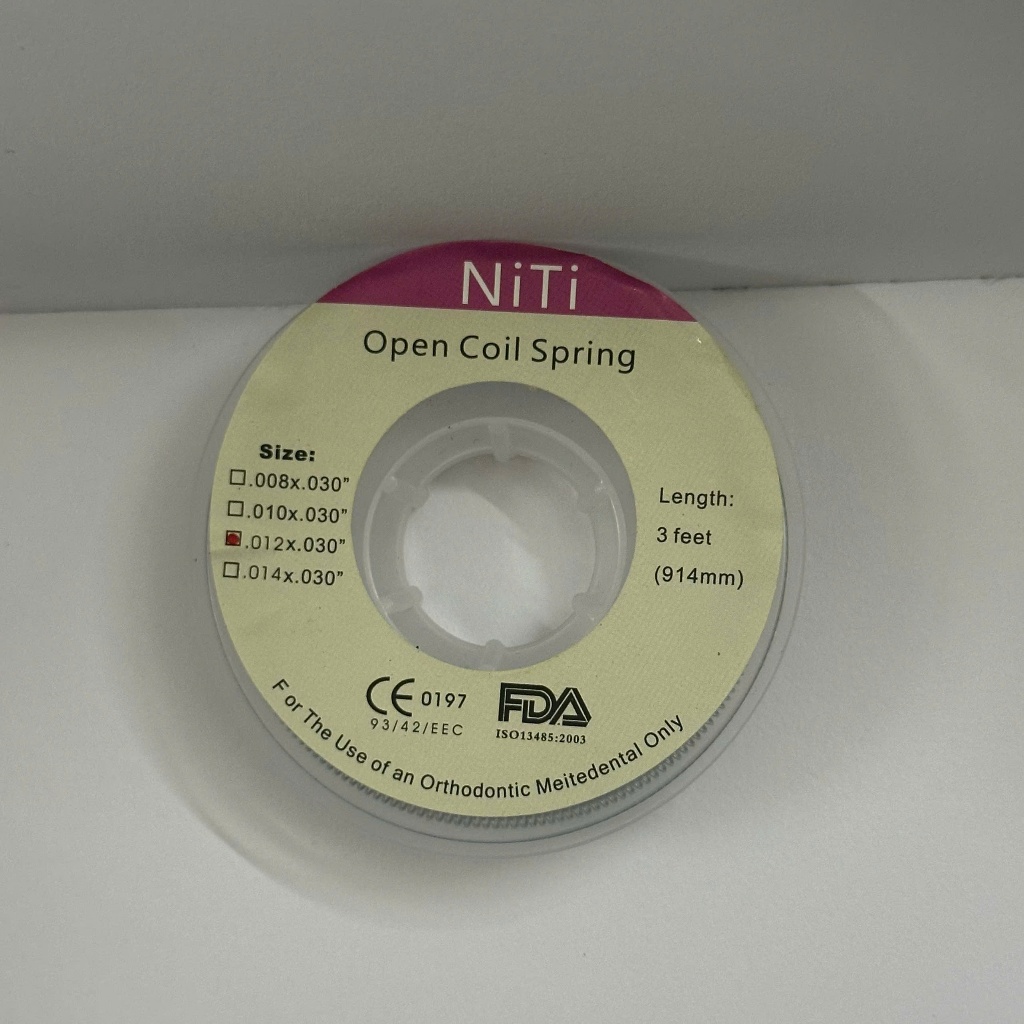 NiTi
Open Coil Spring
Size:
.008x.030”
.010x.030”
.012x.030”
.014x.030”
Length:
3 feet
(914mm)
CE 0197
93/42/EEC
FDA
ISO13485:2003
For The Use of an Orthodontic Meitedental Only